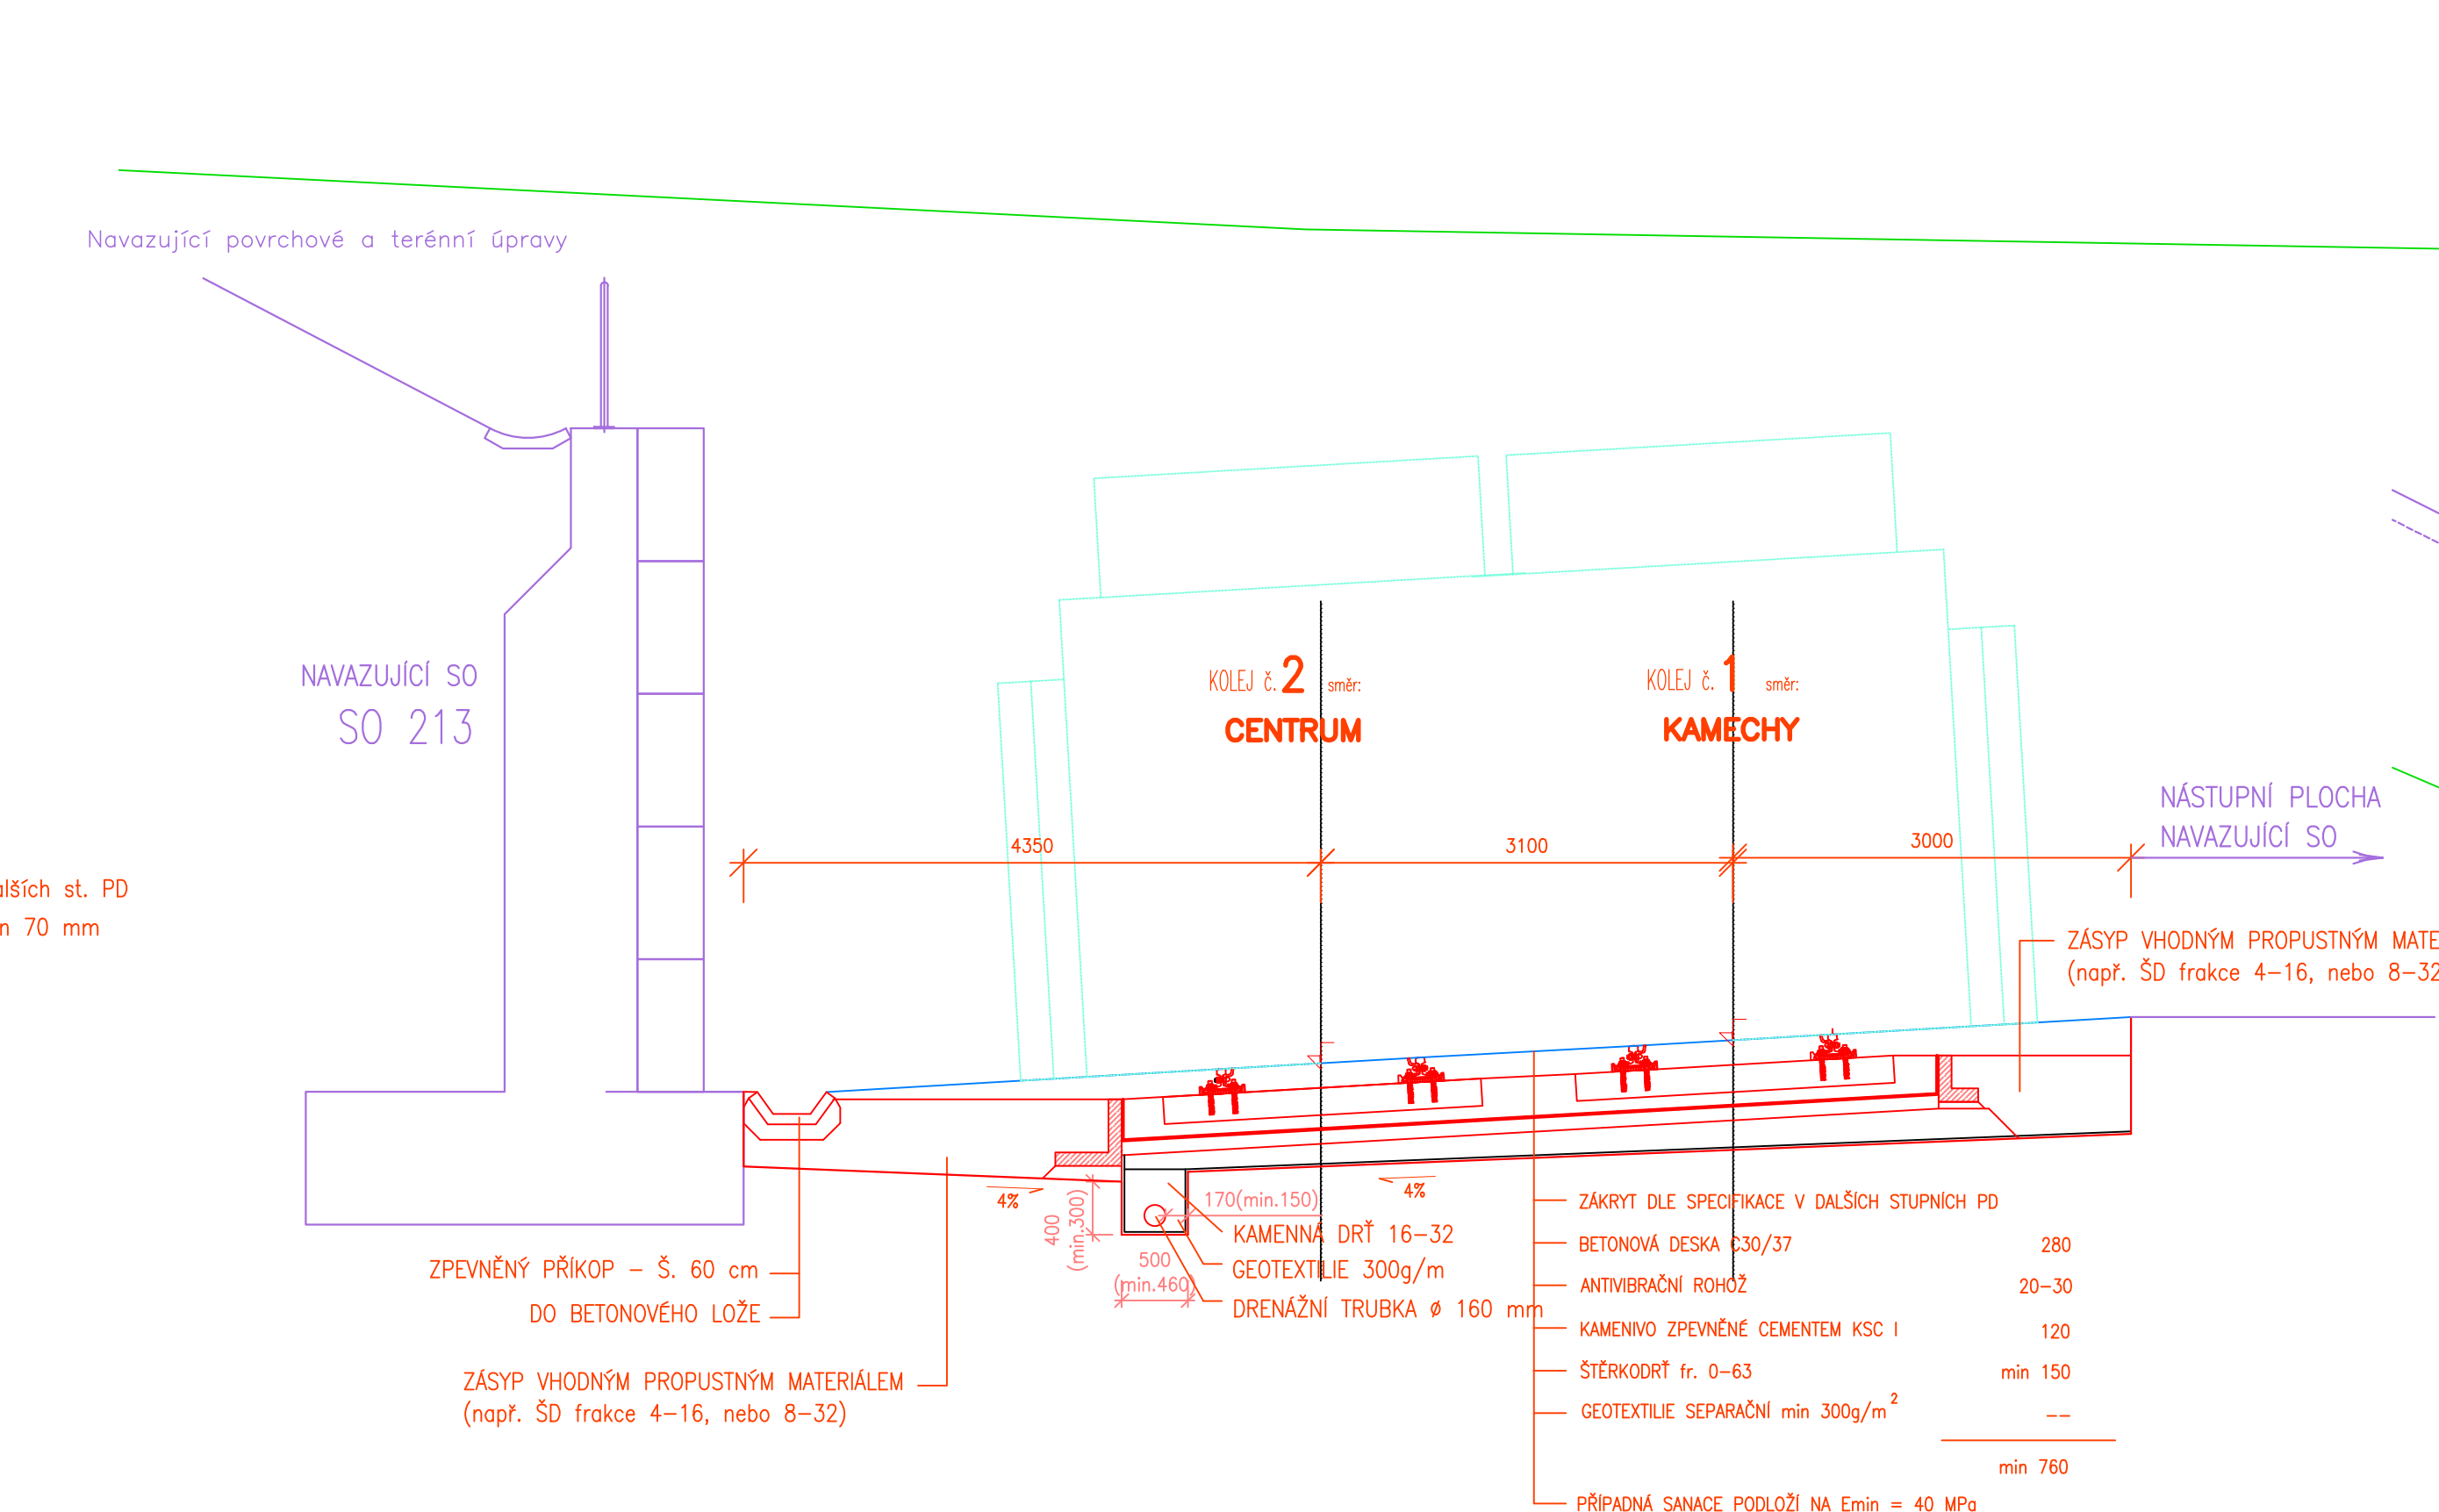 Navazující povrchové a terénní úpravy
NAVAZUJÍCÍ SO
SO 213
KOLEJ č. 2 směr:
CENTRUM
KOLEJ č. 1 směr:
KAMECHY
NÁSTUPNÍ PLOCHA
NAVAZUJÍCÍ SO
4350
3100
3000
st. PD
70 mm
ZÁSYP VHODNÝM PROPUSTNÝM
(např. ŠD frakce 4-16, nebo 8-32
4%
4%
400
(min.300)
170(min.150)
500
(min.460)
KAMENNÁ DRŤ 16-32
GEOTEXTILIE 300g/m
DRENÁŽNÍ TRUBKA ø 160 mm
ZPEVNĚNÝ PŘÍKOP - Š. 60 cm
DO BETONOVÉHO LOŽE
ZÁSYP VHODNÝM PROPUSTNÝM MATERIÁLEM
(např. ŠD frakce 4-16, nebo 8-32)
ZÁKRYT DLE SPECIFIKACE V DALŠÍCH STUPNÍCH PD
BETONOVÁ DESKA C30/37 280
ANTIVIBRAČNÍ ROHOŽ 20-30
KAMENIVO ZPEVNĚNÉ CEMENTEM KSC I 120
ŠTĚRKODRŤ fr. 0-63 min 150
GEOTEXTILIE SEPARAČNÍ min 300g/m² --
min 760
PŘÍPADNÁ SANACE PODLOŽÍ NA Emin = 40 MPa